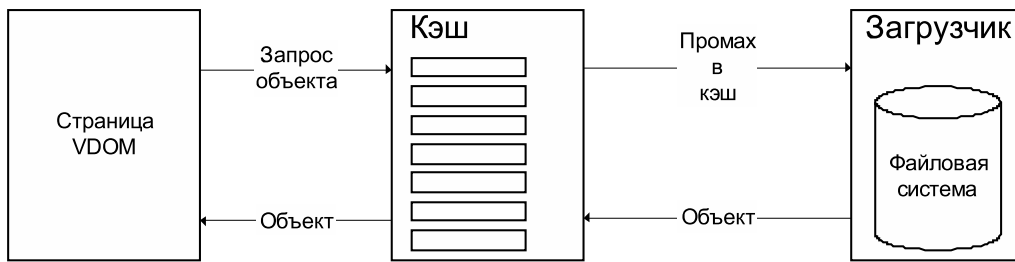 Страница
VDOM
Запрос
объекта
Объект
Кэш
Промах
в
кэш
Объект
Загрузчик
Файловая
система